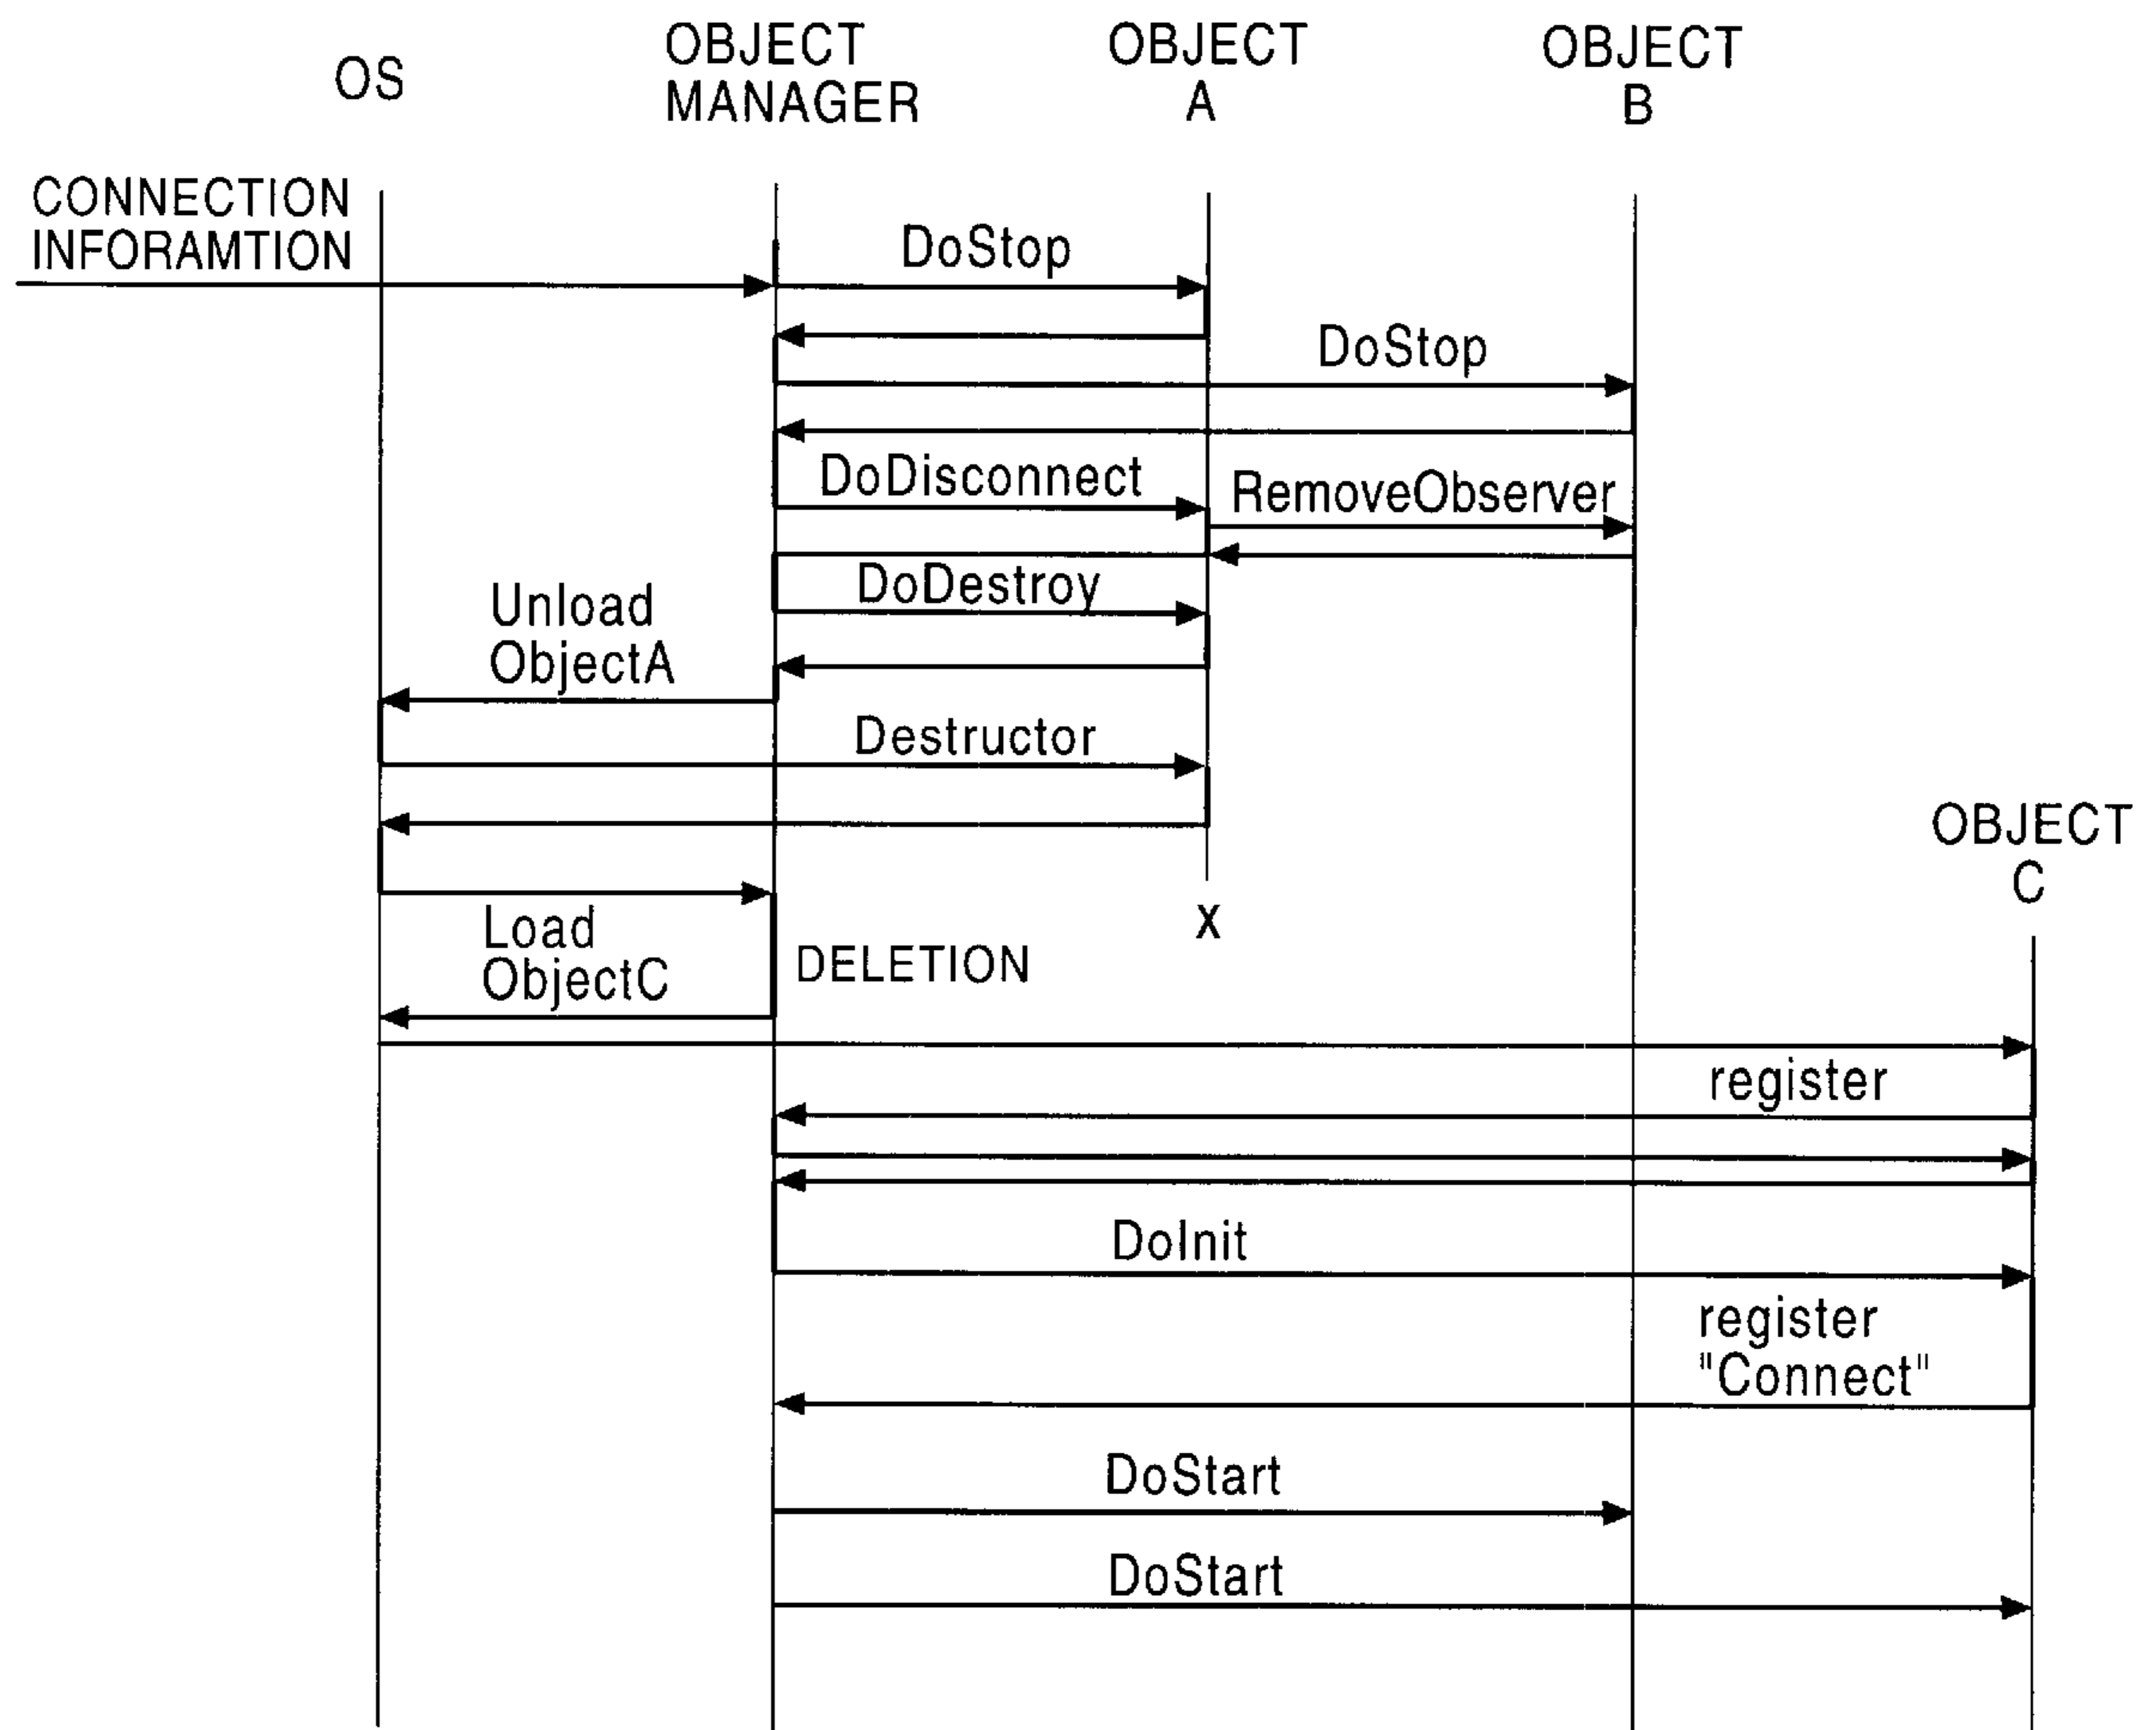 OS
OBJECT
MANAGER
OBJECT
A
OBJECT
B
CONNECTION
INFORAMTION
DoStop
DoStop
DoDisconnect
RemoveObserver
DoDestroy
Unload
ObjectA
Destructor
OBJECT
C
X
Load
ObjectC
DELETION
register
DoInit
register
"Connect"
DoStart
DoStart